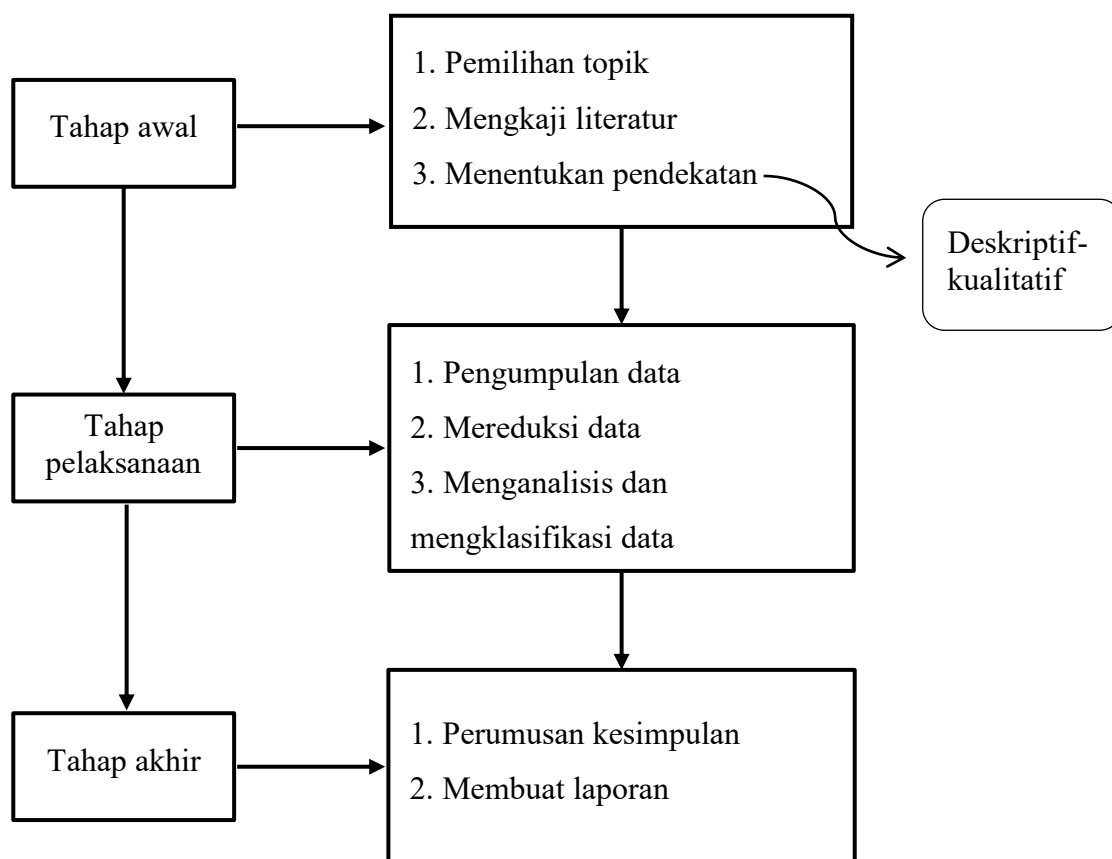 Tahap awal
1. Pemilihan topik
2. Mengkaji literatur
3. Menentukan pendekatan
Deskriptif-
kualitatif
Tahap
pelaksanaan
1. Pengumpulan data
2. Mereduksi data
3. Menganalisis dan
mengklasifikasi data
Tahap akhir
1. Perumusan kesimpulan
2. Membuat laporan